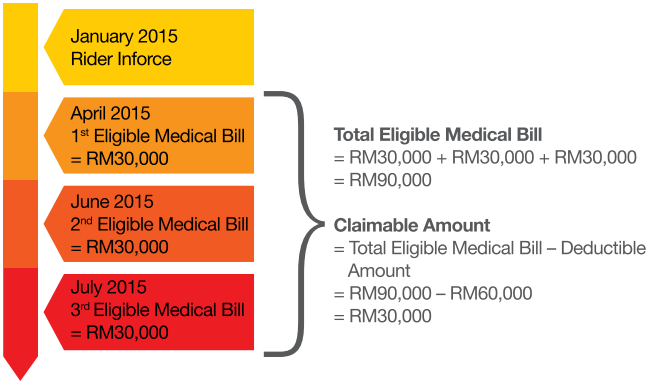 January 2015
Rider Inforce
April 2015
1st Eligible Medical Bill
= RM30,000
June 2015
2nd Eligible Medical Bill
= RM30,000
July 2015
3rd Eligible Medical Bill
= RM30,000
Total Eligible Medical Bill
= RM30,000 + RM30,000 + RM30,000
= RM90,000
Claimable Amount
= Total Eligible Medical Bill – Deductible
Amount
= RM90,000 – RM60,000
= RM30,000